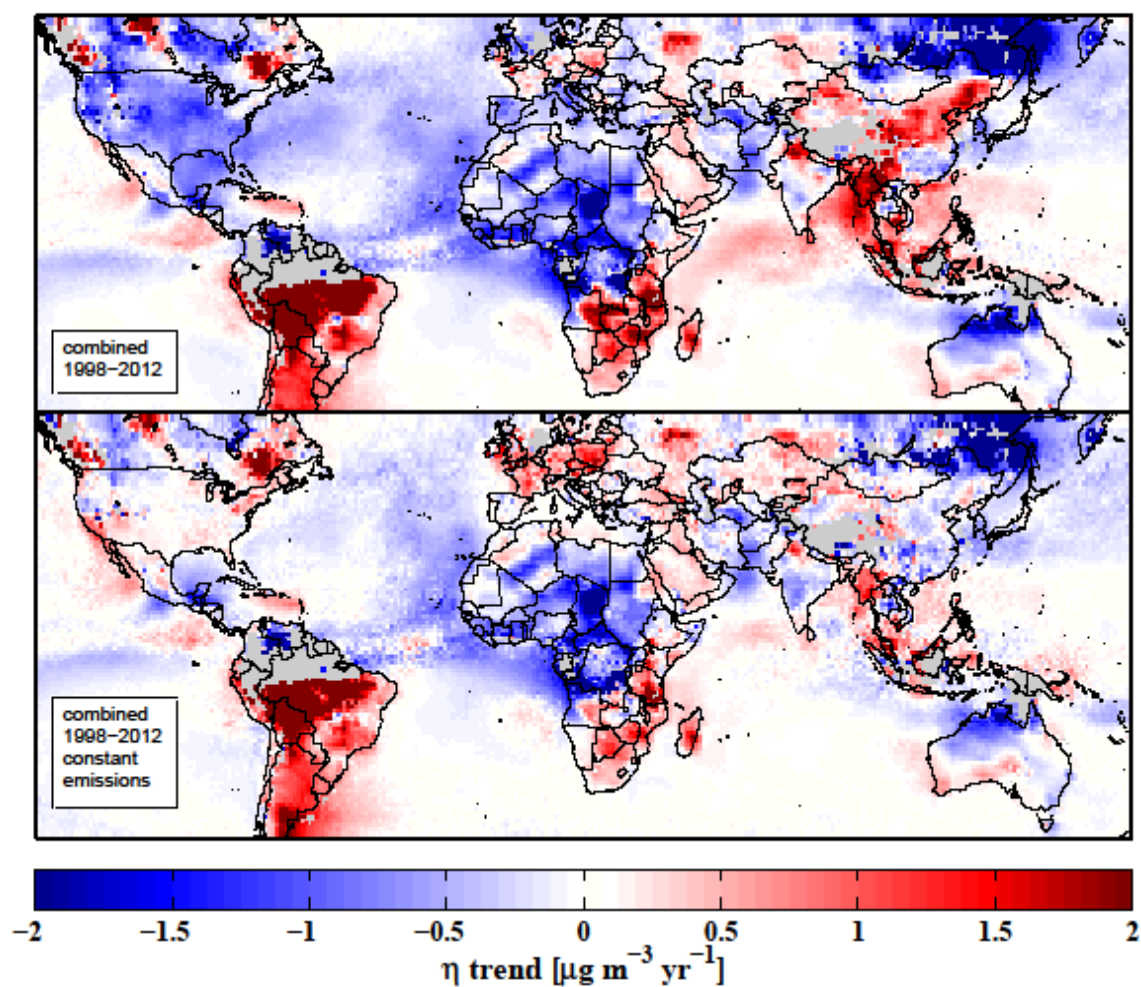 combined
1998−2012
combined
1998−2012
constant
emissions
−2 −1.5 −1 −0.5 0 0.5 1 1.5 2
η trend [μg m⁻³ yr⁻¹]